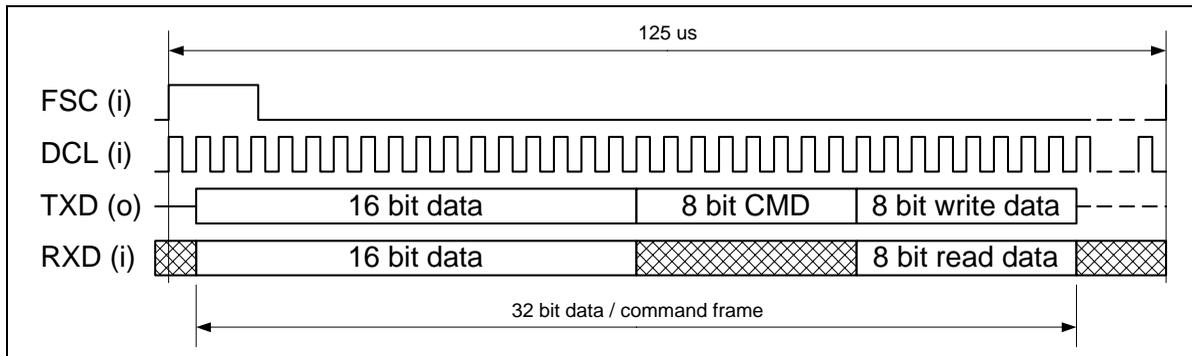 125 us
FSC (i)
DCL (i)
TXD (o) 16 bit data 8 bit CMD 8 bit write data
RXD (i) 16 bit data 8 bit read data
32 bit data / command frame